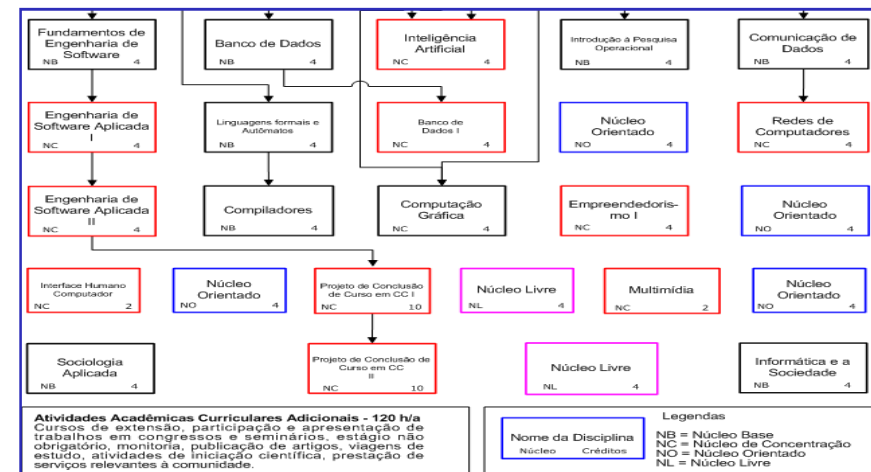 Fundamentos de
Engenharia de
Software
NB 4
Banco de Dados
NB 4
Inteligência
Artificial
NC 4
Introdução á Pesquisa
Operacional
NB 4
Comunicação de
Dados
NB 4
Engenharia de
Software Aplicada
I
NC 4
Linguagens formais e
Autômatos
NB 4
Banco de
Dados I
NC 4
Núcleo
Orientado
NO 4
Redes de
Computadores
NC 4
Engenharia de
Software Aplicada
II
NC 4
Compiladores
NB 4
Computação
Gráfica
NC 4
Empreendedoris-
mo I
NC 4
Núcleo
Orientado
NO 4
Interface Humano
Computador
NC 2
Núcleo
Orientado
NO 4
Projeto de Conclusão
de Curso em CC I
NC 10
Núcleo Livre
NL 4
Multimídia
NC 2
Núcleo
Orientado
NO 4
Sociologia
Aplicada
NB 4
Projeto de Conclusão de
Curso em CC
II
NC 10
Núcleo Livre
NL 4
Informática e a
Sociedade
NB 4
Atividades Acadêmicas Curriculares Adicionais - 120 h/a
Cursos de extensão, participação e apresentação de
trabalhos em congressos e seminários, estágio não
obrigatório, monitoria, publicação de artigos, viagens de
estudo, atividades de iniciação científica, prestação de
serviços relevantes à comunidade.
Legendas
Nome da Disciplina
Núcleo Créditos
NB = Núcleo Base
NC = Núcleo de Concentração
NO = Núcleo Orientado
NL = Núcleo Livre